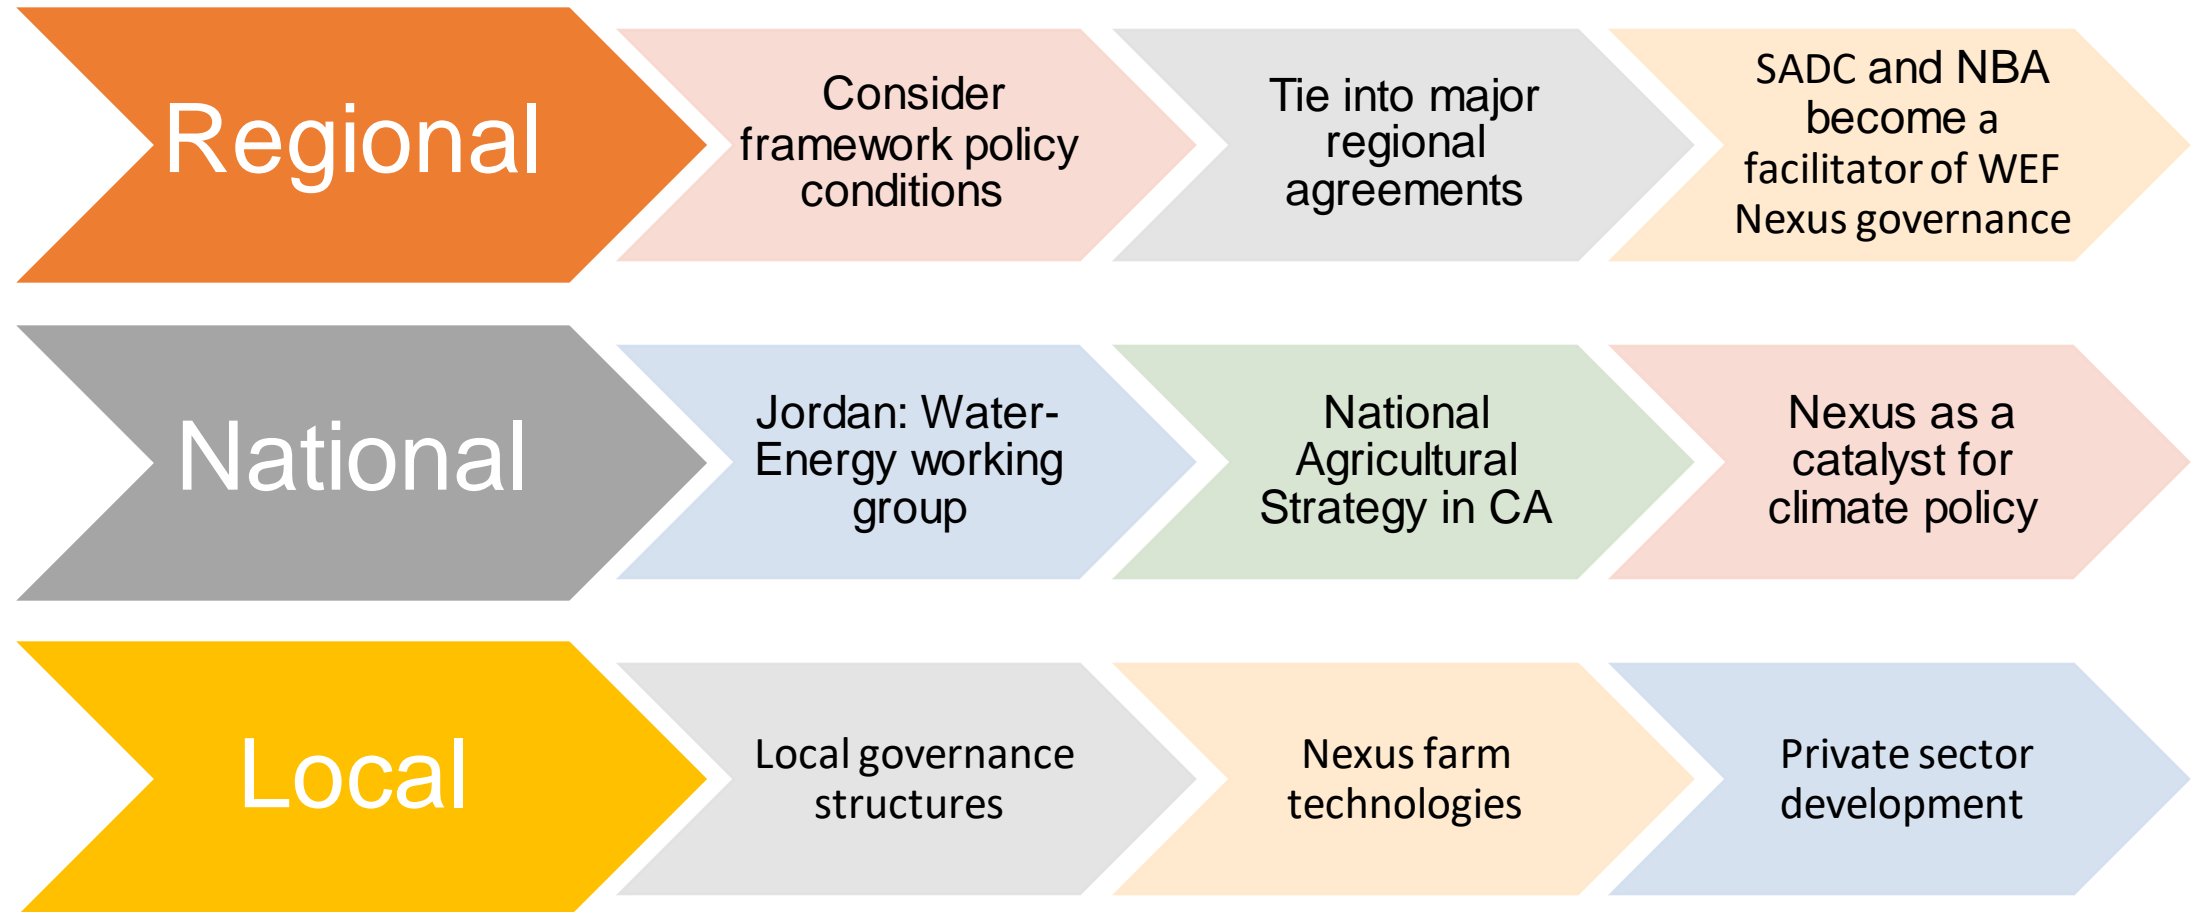 Regional
Consider
framework policy
conditions
Tie into major
regional
agreements
SADC and NBA
become a
facilitator of WEF
Nexus governance
National
Jordan: Water-
Energy working
group
National
Agricultural
Strategy in CA
Nexus as a
catalyst for
climate policy
Local
Local governance
structures
Nexus farm
technologies
Private sector
development